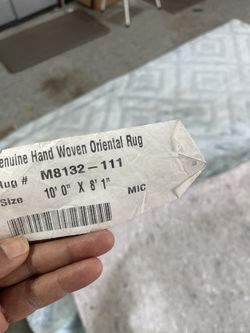 enuine Hand Woven Oriental Rug
Rug # M8132-111
Size 10' 0" X 8' 1" MIC